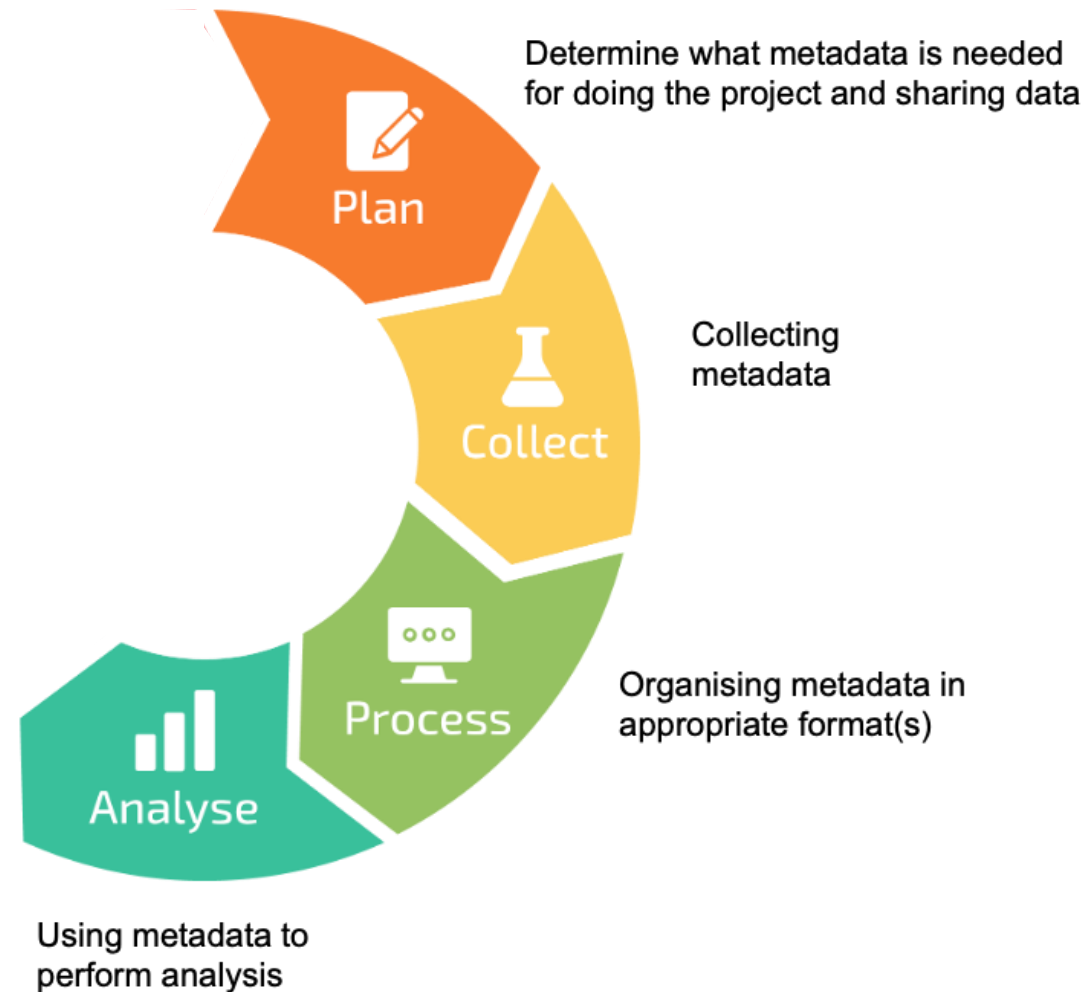 Determine what metadada is needed
for doing the project and sharing data
Plan
Collecting
metadata
Collect
Organising metadata in
appropriate format(s)
Process
Analyse
Using metadata to
perform analysis